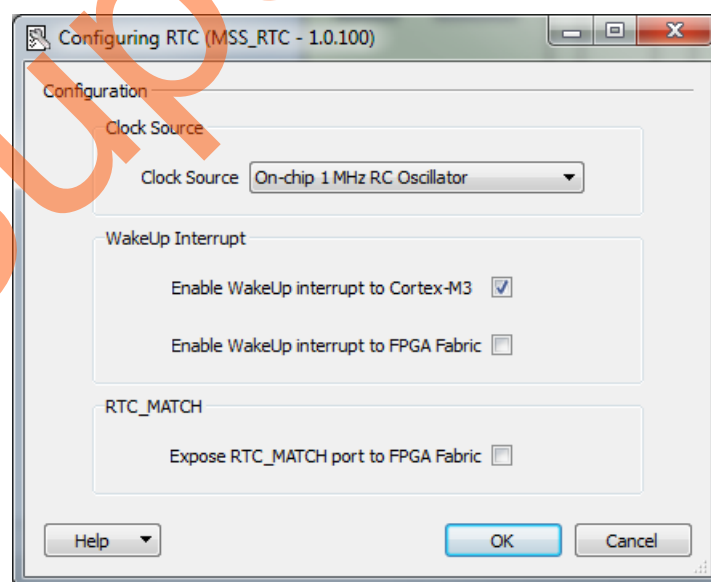 Configuring RTC (MSS_RTC - 1.0.100)
Configuration
Clock Source
Clock Source On-chip 1 MHz RC Oscillator
WakeUp Interrupt
Enable WakeUp interrupt to Cortex-M3
Enable WakeUp interrupt to FPGA Fabric
RTC_MATCH
Expose RTC_MATCH port to FPGA Fabric
Help OK Cancel